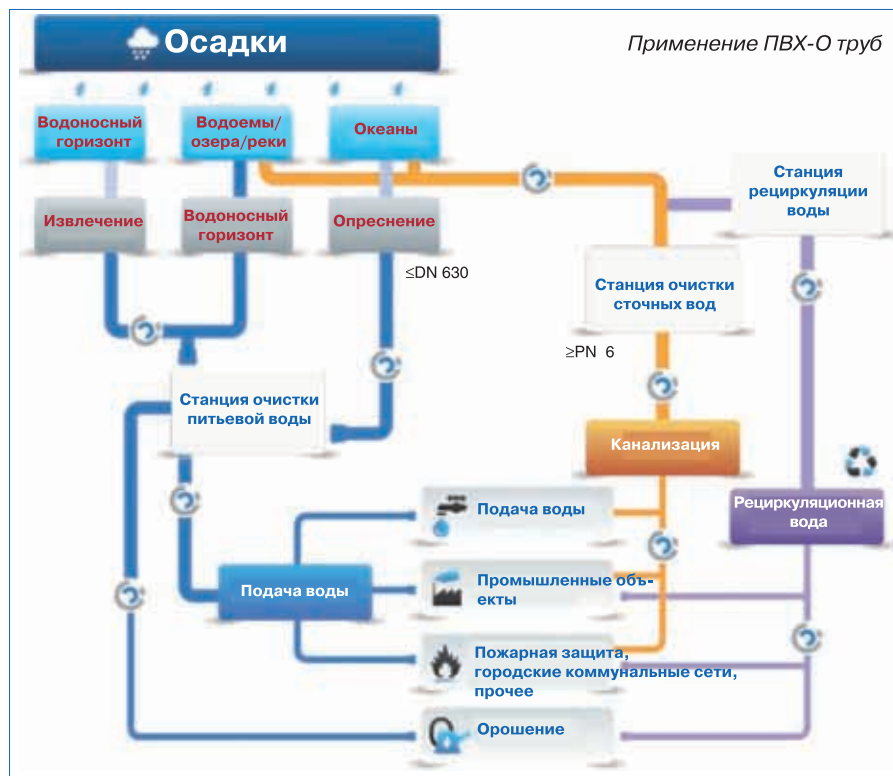 Осадки
Применение ПВХ-О труб
Водоносный
горизонт
Водоемы/
озера/реки
Океаны
Станция
рециркуляции
воды
Извлечение
Водоносный
горизонт
Опреснение
≤DN 630
Станция очистки
сточных вод
≥PN 6
Станция очистки
питьевой воды
Канализация
Подача воды
Рециркуляционная
вода
Промышленные объ-
екты
Подача воды
Пожарная защита,
городские коммунальные сети,
прочее
Орошение